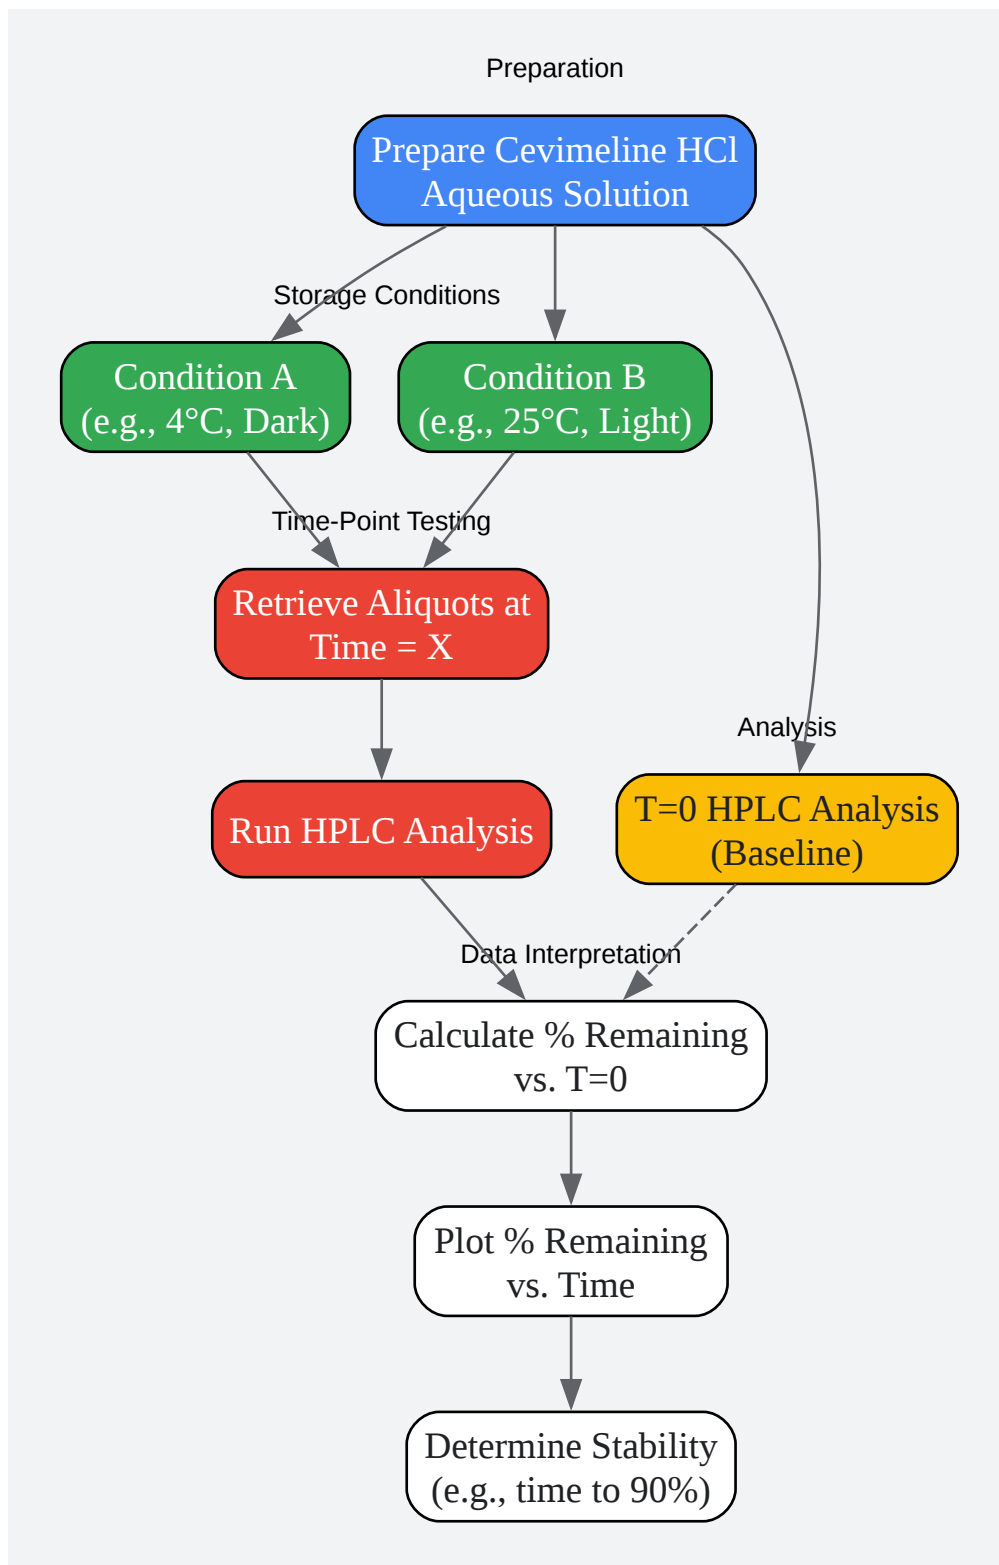 Preparation
Prepare Cevimeline HCl
Aqueous Solution
Storage Conditions
Condition A
(e.g., 4°C, Dark)
Condition B
(e.g., 25°C, Light)
Time-Point Testing
Retrieve Aliquots at
Time = X
Run HPLC Analysis
Analysis
T=0 HPLC Analysis
(Baseline)
Data Interpretation
Calculate % Remaining
vs. T=0
Plot % Remaining
vs. Time
Determine Stability
(e.g., time to 90%)